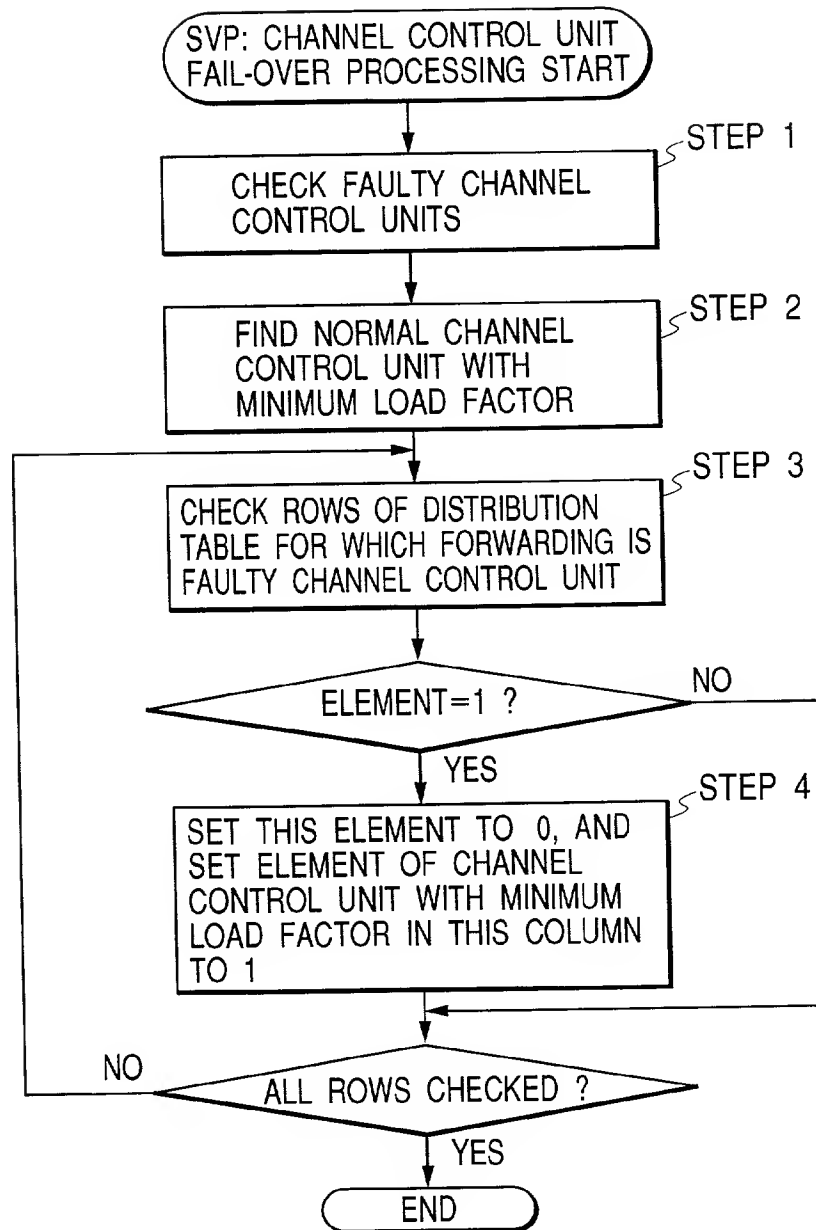 SVP: CHANNEL CONTROL UNIT
FAIL-OVER PROCESSING START
STEP 1
CHECK FAULTY CHANNEL
CONTROL UNITS
STEP 2
FIND NORMAL CHANNEL
CONTROL UNIT WITH
MINIMUM LOAD FACTOR
STEP 3
CHECK ROWS OF DISTRIBUTION
TABLE FOR WHICH FORWARDING IS
FAULTY CHANNEL CONTROL UNIT
ELEMENT=1 ?
NO
YES
STEP 4
SET THIS ELEMENT TO 0, AND
SET ELEMENT OF CHANNEL
CONTROL UNIT WITH MINIMUM
LOAD FACTOR IN THIS COLUMN
TO 1
NO
ALL ROWS CHECKED ?
YES
END